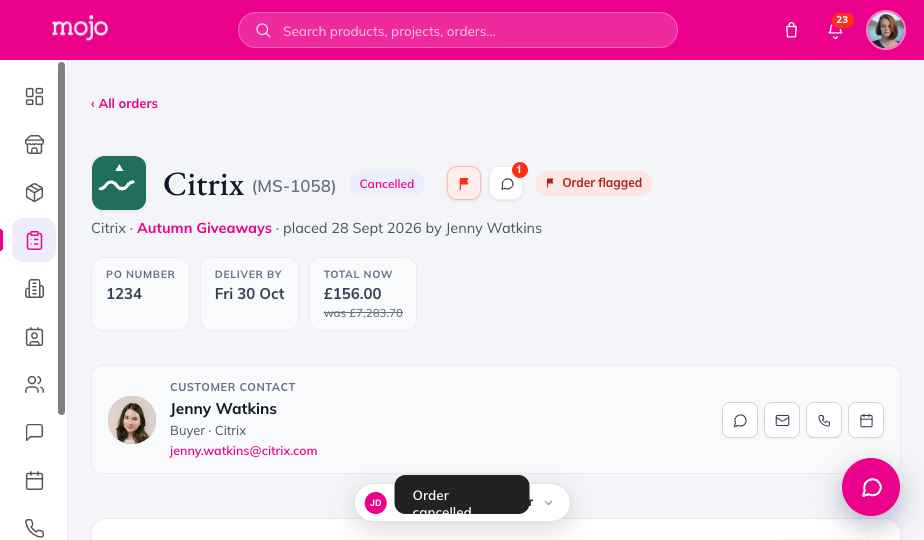 mojo
Search products, projects, orders...
23
‹ All orders
Citrix (MS-1058) Cancelled
1
Order flagged
Citrix · Autumn Giveaways · placed 28 Sept 2026 by Jenny Watkins
PO NUMBER
1234
DELIVER BY
Fri 30 Oct
TOTAL NOW
£156.00
was £7,283.70
CUSTOMER CONTACT
Jenny Watkins
Buyer · Citrix
jenny.watkins@citrix.com
JD
Order
cancelled